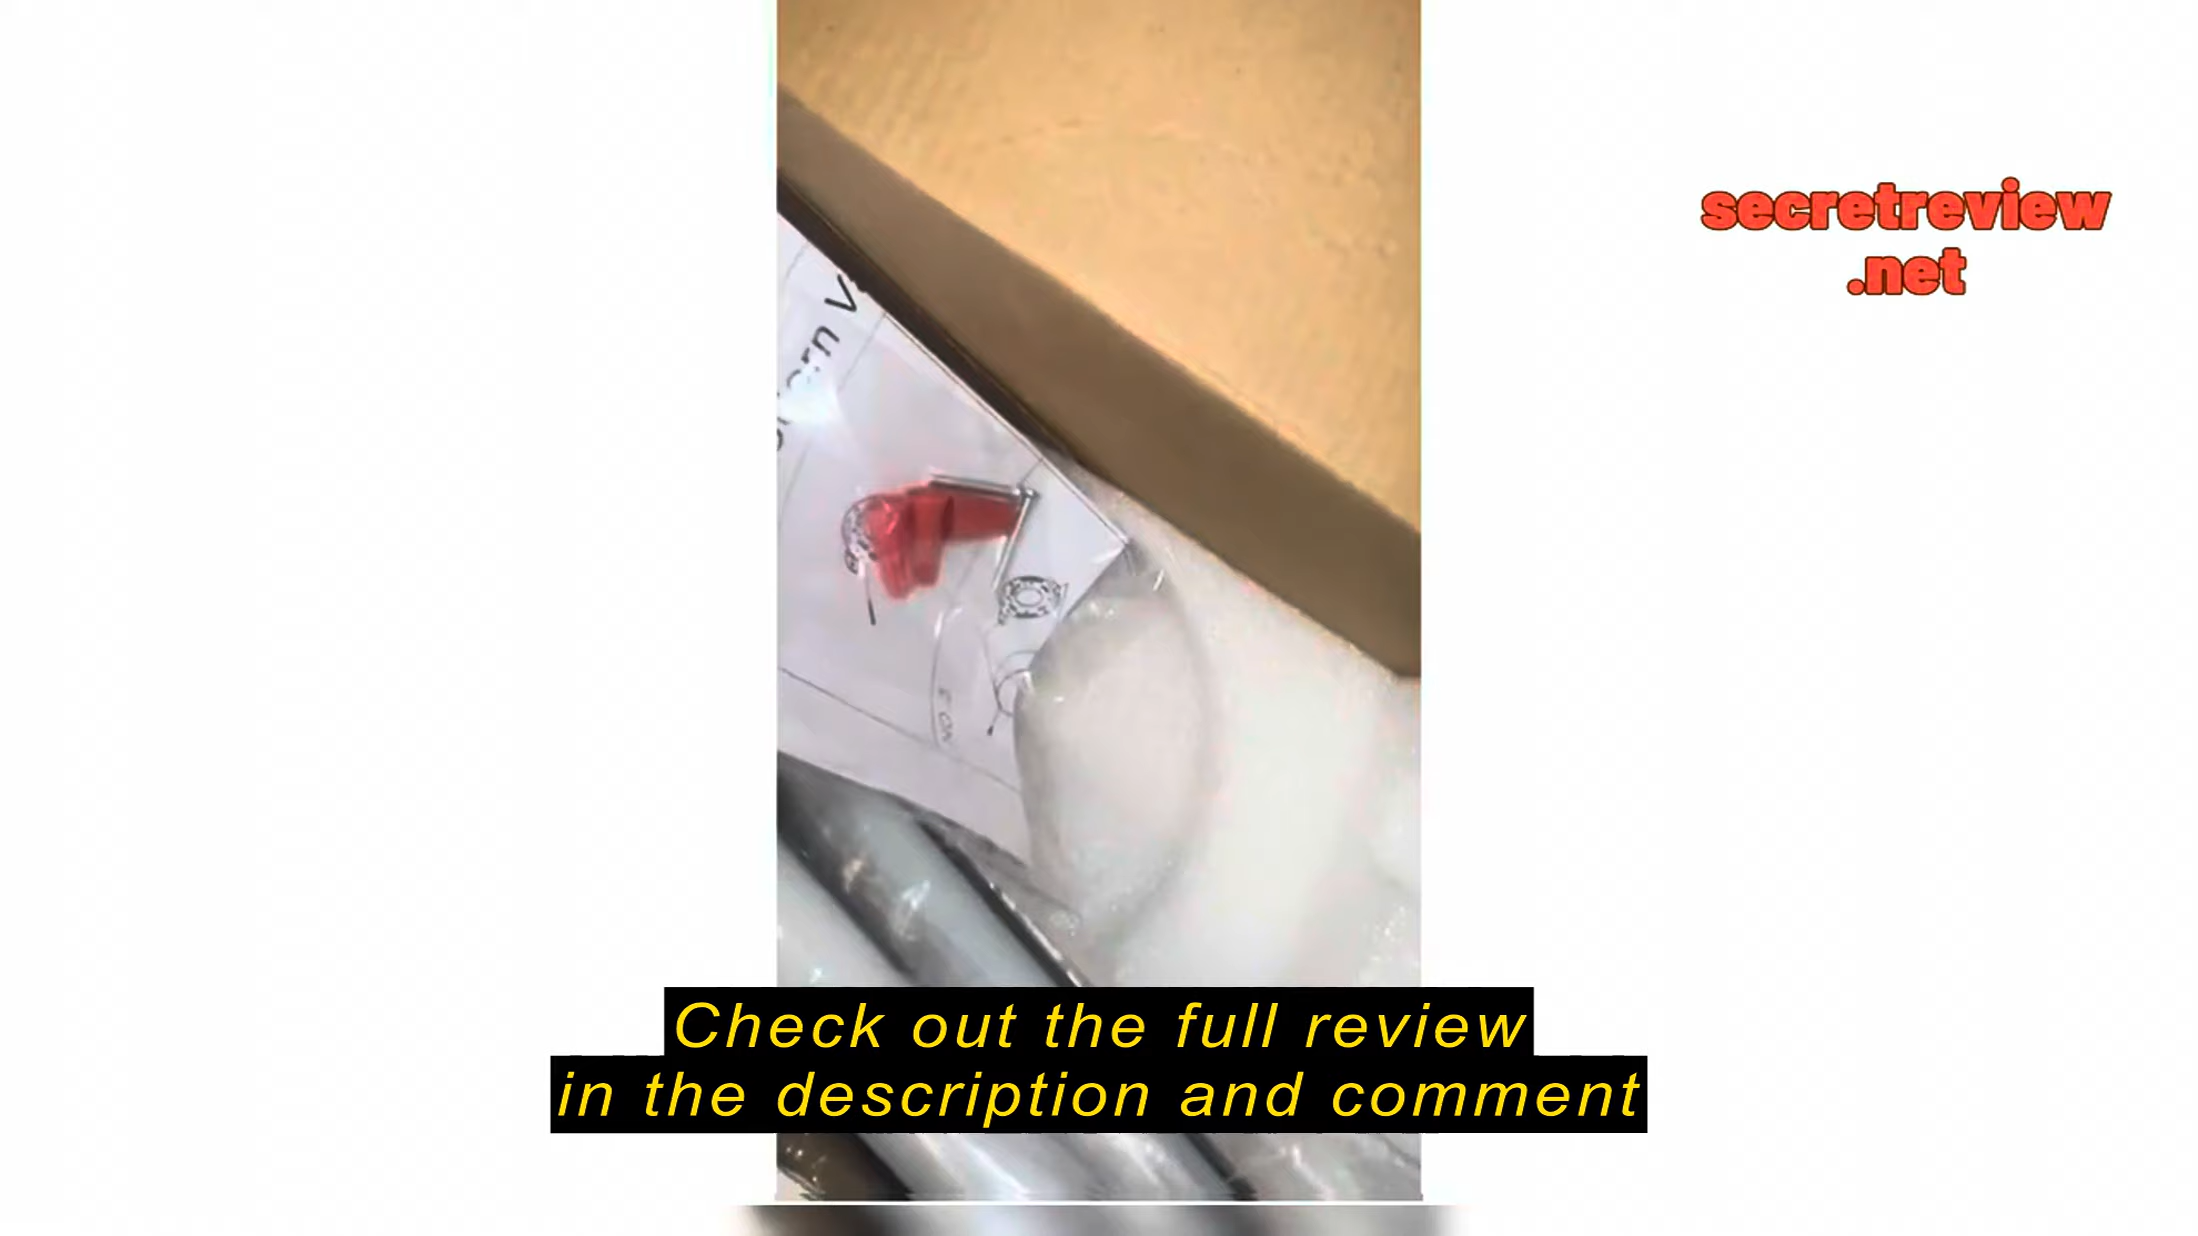 secretreview
.net
Check out the full review
in the description and comment